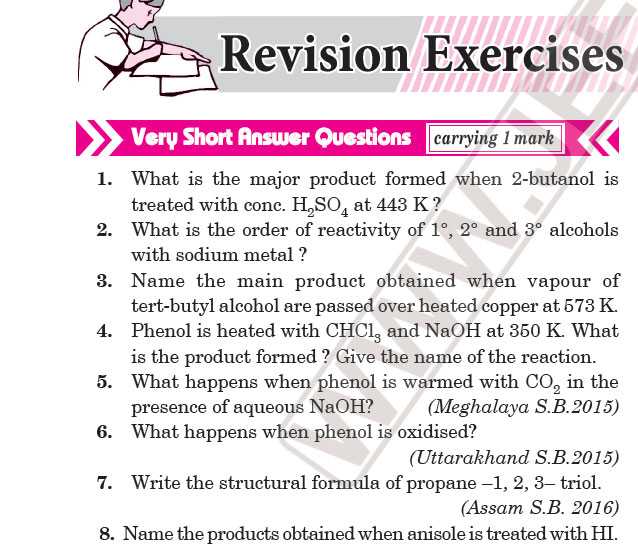 Revision Exercises
Very Short Answer Questions carrying 1 mark
1. What is the major product formed when 2-butanol is
treated with conc. H₂SO₄ at 443 K ?
2. What is the order of reactivity of 1°, 2° and 3° alcohols
with sodium metal ?
3. Name the main product obtained when vapour of
tert-butyl alcohol are passed over heated copper at 573 K.
4. Phenol is heated with CHCl₃ and NaOH at 350 K. What
is the product formed ? Give the name of the reaction.
5. What happens when phenol is warmed with CO₂ in the
presence of aqueous NaOH? (Meghalaya S.B.2015)
6. What happens when phenol is oxidised?
(Uttarakhand S.B.2015)
7. Write the structural formula of propane –1, 2, 3– triol.
(Assam S.B. 2016)
8. Name the products obtained when anisole is treated with HI.
WWW.JEE